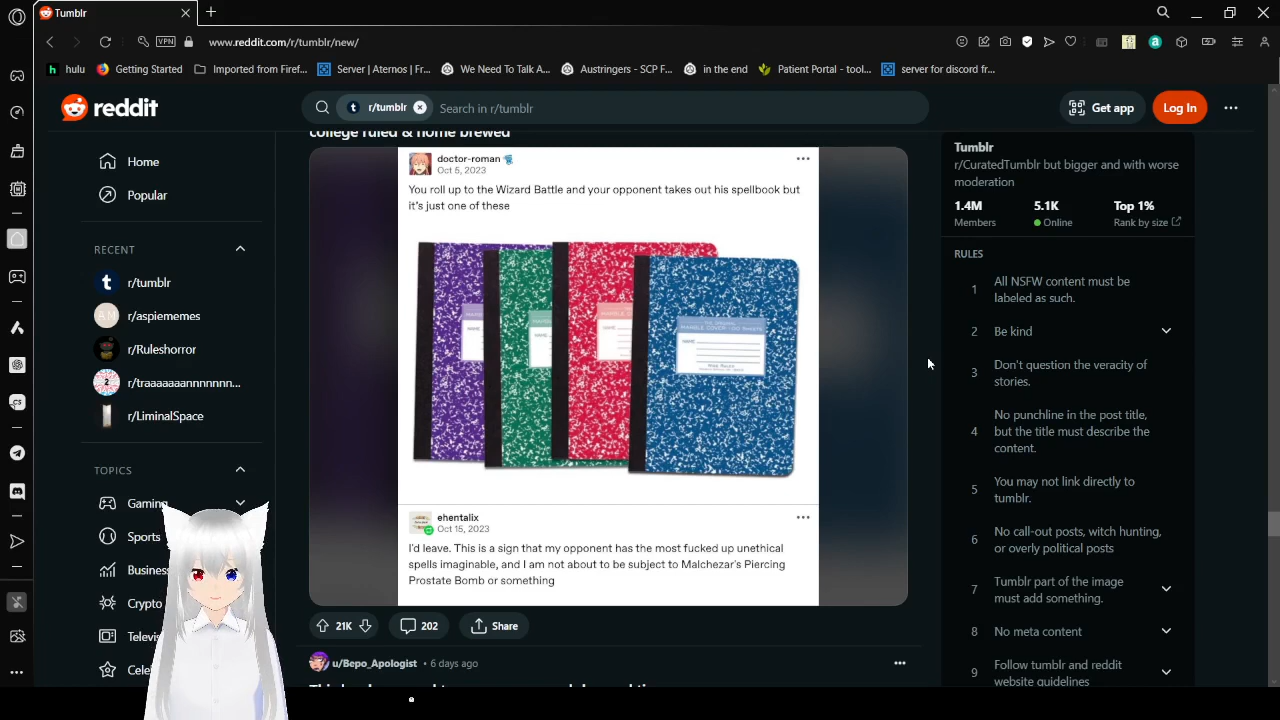 Tumblr
www.reddit.com/r/tumblr/new/
VPN
hulu
Getting Started
Imported from Firef...
Server | Aternos | Fr...
We Need To Talk A...
Austringers - SCP F...
in the end
Patient Portal - tool...
server for discord fr...
reddit
r/tumblr
Search in r/tumblr
Get app
Log In
Home
Popular
RECENT
r/tumblr
r/aspiememes
AM
r/Ruleshorror
r/traaaaaaannnnnnn...
r/LiminalSpace
TOPICS
Gaming
Sports
Business
Crypto
Televi
Cele
college ruled & home brewed
doctor-roman
Oct 5, 2023
You roll up to the Wizard Battle and your opponent takes out his spellbook but
it's just one of these
NAME
ehentalix
Oct 15, 2023
I'd leave. This is a sign that my opponent has the most fucked up unethical
spells imaginable, and I am not about to be subject to Malchezar's Piercing
Prostate Bomb or something
21K
202
Share
u/Bepo_Apologist • 6 days ago
Tumblr
r/CuratedTumblr but bigger and with worse
moderation
1.4M
5.1K
Top 1%
Members
Online
Rank by size
RULES
1 All NSFW content must be
labeled as such.
2 Be kind
3 Don't question the veracity of
stories.
4 No punchline in the post title,
but the title must describe the
content.
5 You may not link directly to
tumblr.
6 No call-out posts, witch hunting,
or overly political posts
7 Tumblr part of the image
must add something.
8 No meta content
9 Follow tumblr and reddit
website guidelines